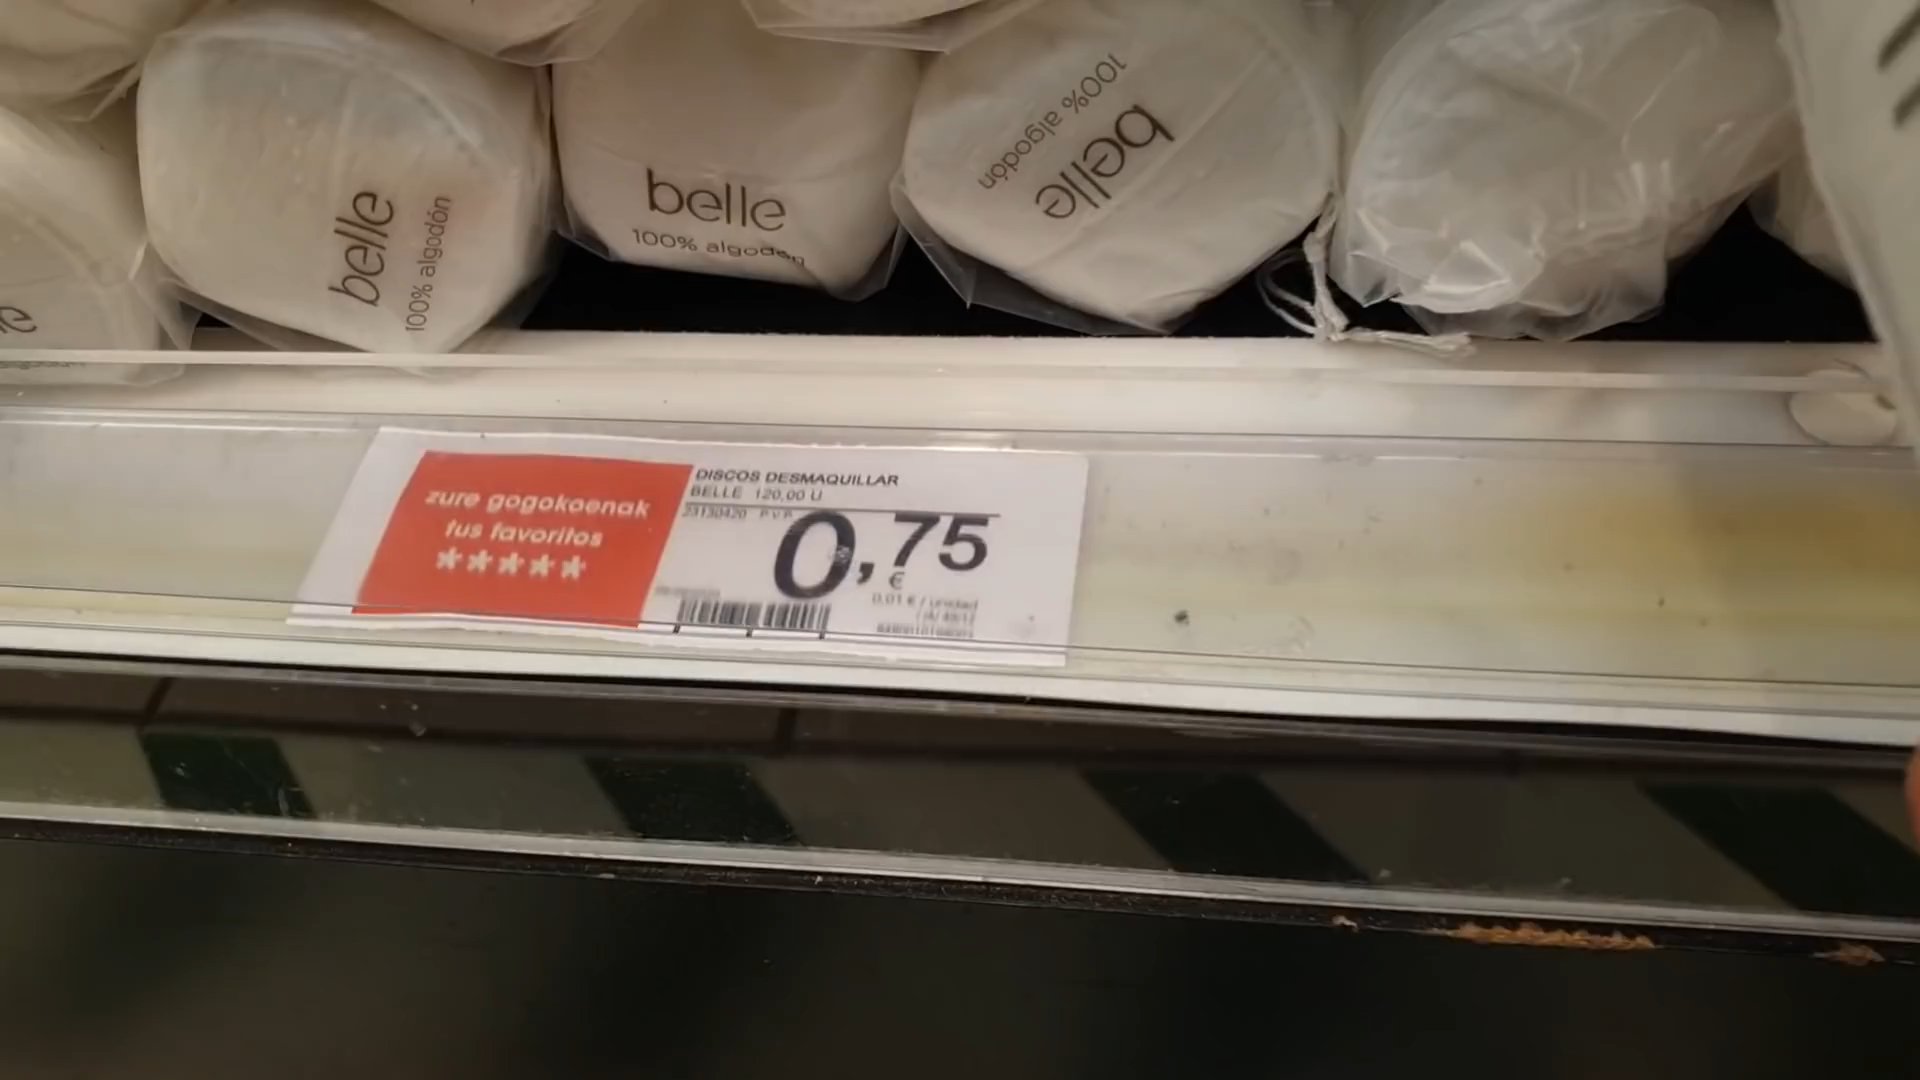 belle
100% algodón
belle
100% algodón
belle
100% algodón
zure gogokoenak
tus favoritos
*****
DISCOS DESMAQUILLAR
BELLE 120,00 U
23130420 P.V.P.
0,75
€
0,01 € / unidad